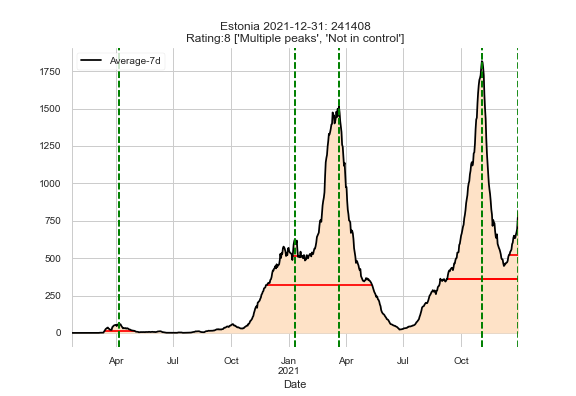 Estonia 2021-12-31: 241408
Rating:8 ['Multiple peaks', 'Not in control']
Average-7d
1750
1500
1250
1000
750
500
250
0
Apr Jul Oct Jan Apr Jul Oct
2021
Date